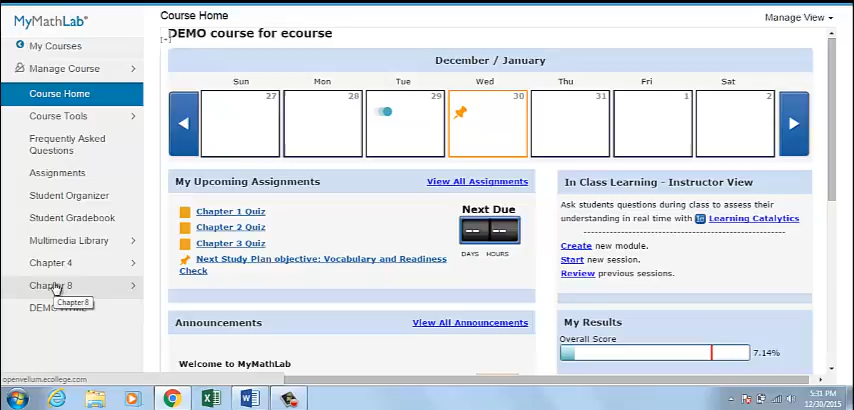 MyMathLab
Course Home
Manage View
My Courses
DEMO course for ecourse
Manage Course
December / January
Course Home
Sun Mon Tue Wed Thu Fri Sat
Course Tools
27 28 29 30 31 1 2
Frequently Asked
Questions
Assignments
Student Organizer
Student Gradebook
Multimedia Library
Chapter 4
Chapter 8
Chapter 8
My Upcoming Assignments
View All Assignments
Chapter 1 Quiz
Chapter 2 Quiz
Chapter 3 Quiz
Next Study Plan objective: Vocabulary and Readiness
Check
Next Due
-- --
DAYS HOURS
In Class Learning - Instructor View
Ask students questions during class to assess their
understanding in real time with Learning Catalytics
Create new module.
Start new session.
Review previous sessions.
Announcements
View All Announcements
Welcome to MyMathLab
My Results
Overall Score
7.14%
openvellum.ecollege.com
5:31 PM
12/30/2015